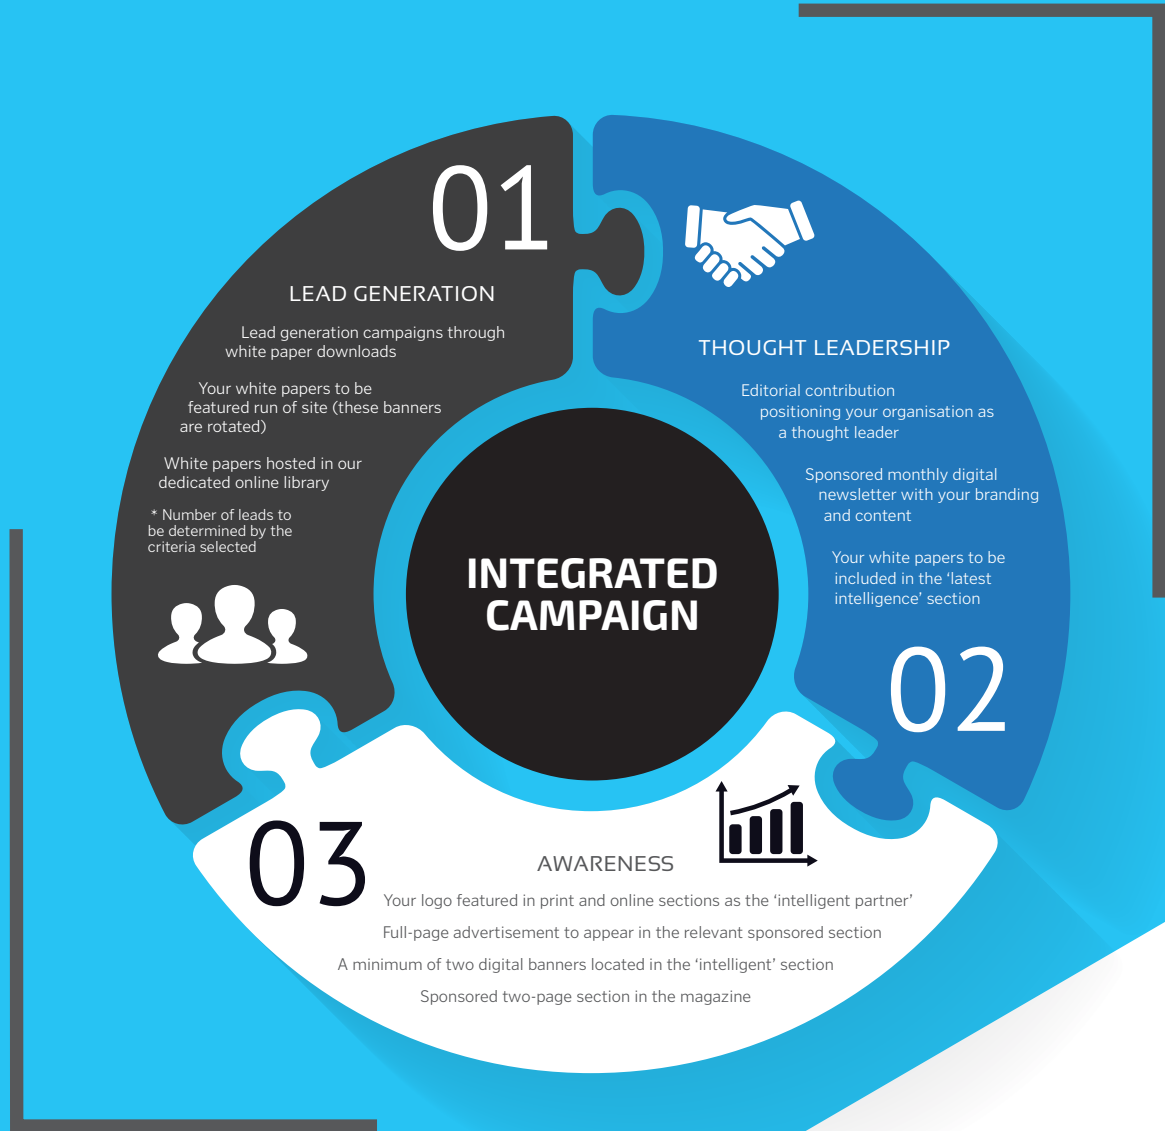 01
LEAD GENERATION
Lead generation campaigns through
white paper downloads
Your white papers to be
featured run of site (these banners
are rotated)
White papers hosted in our
dedicated online library
* Number of leads to
be determined by the
criteria selected
THOUGHT LEADERSHIP
Editorial contribution
positioning your organisation as
a thought leader
Sponsored monthly digital
newsletter with your branding
and content
Your white papers to be
included in the ‘latest
intelligence’ section
02
INTEGRATED
CAMPAIGN
03
AWARENESS
Your logo featured in print and online sections as the ‘intelligent partner’
Full-page advertisement to appear in the relevant sponsored section
A minimum of two digital banners located in the ‘intelligent’ section
Sponsored two-page section in the magazine